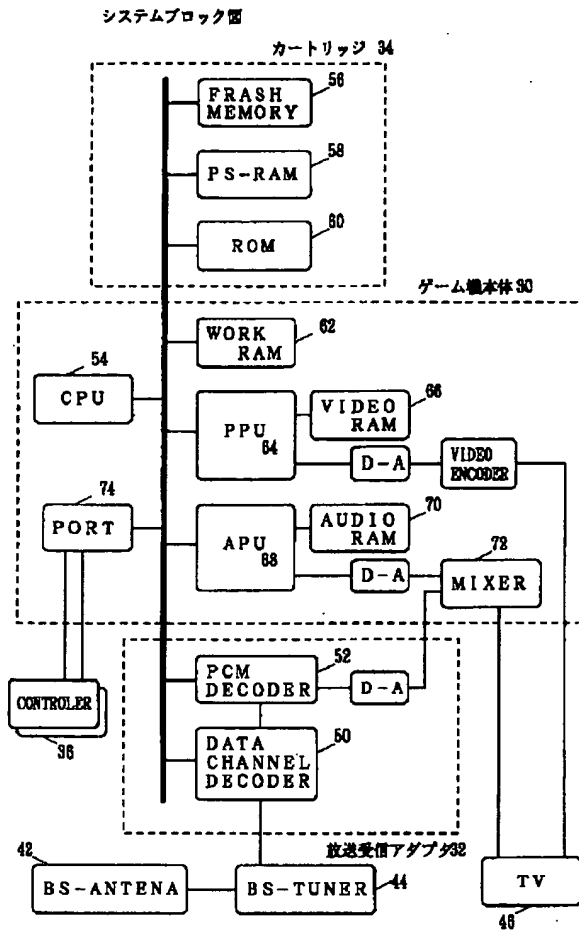 システムブロック図
カートリッジ 34
56
FRASH
MEMORY
58
PS-RAM
60
ROM
ゲーム機本体 30
62
WORK
RAM
54
CPU
66
VIDEO
RAM
PPU
64
D-A
VIDEO
ENCODER
74
PORT
70
AUDIO
RAM
APU
68
72
D-A
MIXER
52
PCM
DECODER
D-A
CONTROLER
36
50
DATA
CHANNEL
DECODER
放送受信アダプタ32
42
BS-ANTENA
BS-TUNER
44
TV
46